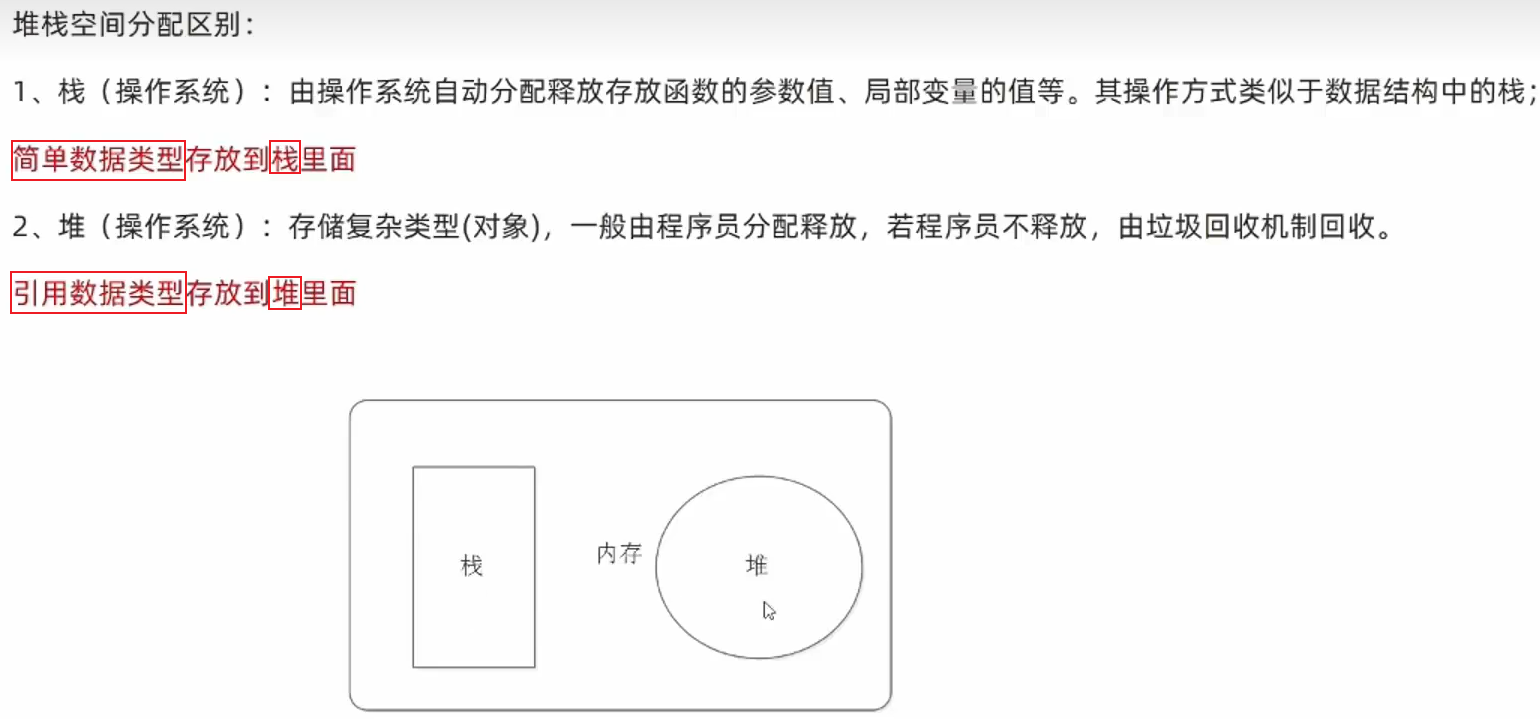 堆栈空间分配区别：
1、栈（操作系统）：由操作系统自动分配释放存放函数的参数值、局部变量的值等。其操作方式类似于数据结构中的栈；
简单数据类型存放到栈里面
2、堆（操作系统）：存储复杂类型(对象)，一般由程序员分配释放，若程序员不释放，由垃圾回收机制回收。
引用数据类型存放到堆里面
内存
栈
堆